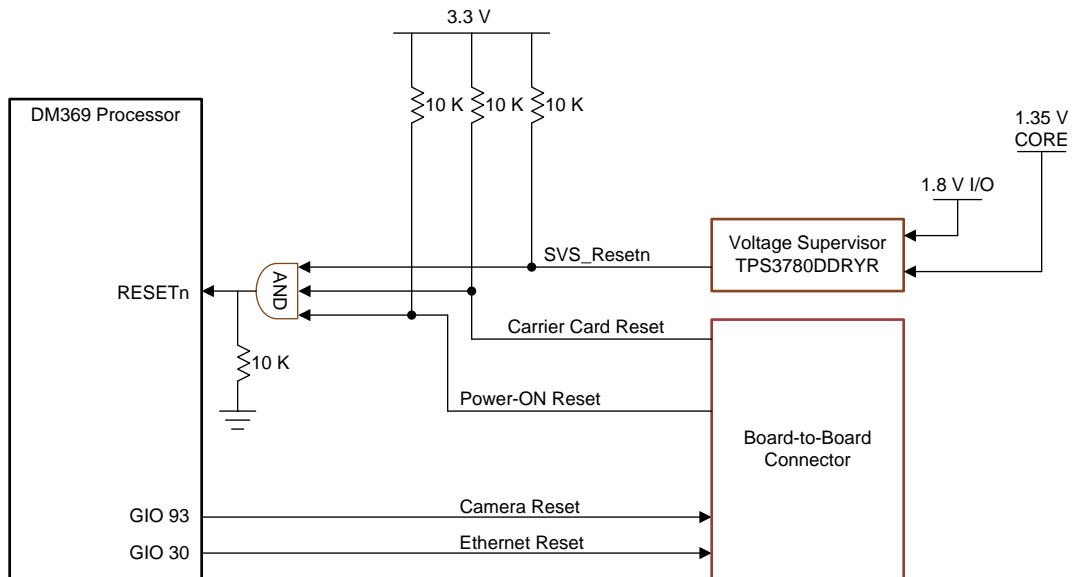 3.3 V
10 K
10 K
10 K
DM369 Processor
1.35 V
CORE
1.8 V I/O
Voltage Supervisor
TPS3780DDRYR
SVS_Resetn
RESETn
AND
Carrier Card Reset
10 K
Power-ON Reset
Board-to-Board
Connector
GIO 93
Camera Reset
GIO 30
Ethernet Reset